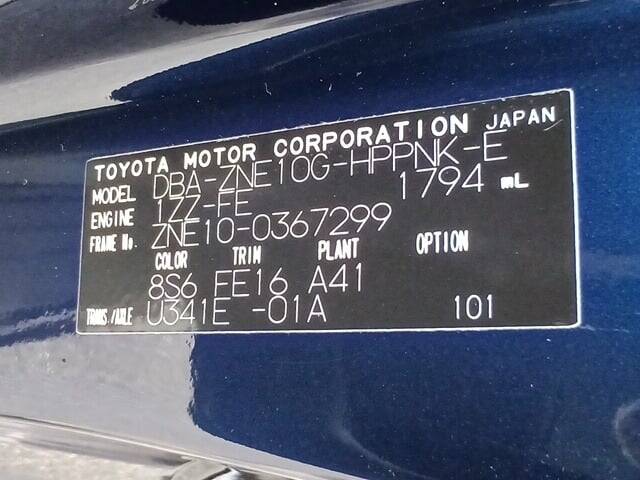 TOYOTA MOTOR CORPORATION JAPAN
MODEL DBA-ZNE10G-HPPNK-E
ENGINE 1ZZ-FE 1794 mL
FRAME No. ZNE10-0367299
COLOR TRIM PLANT OPTION
8S6 FE16 A41
TRANS./AXLE U341E -01A 101